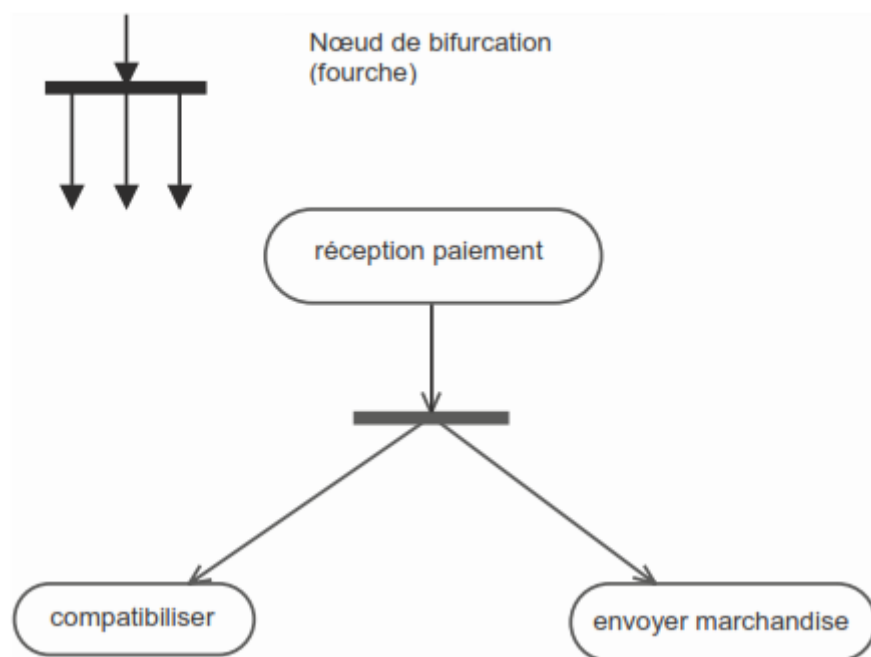 Nœud de bifurcation
(fourche)
réception paiement
compatibiliser
envoyer marchandise